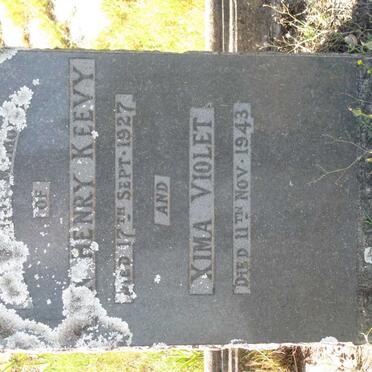 OF
HENRY KEEVY
17TH SEPT. 1927
AND
XIMA VIOLET
DIED 11TH NOV. 1943